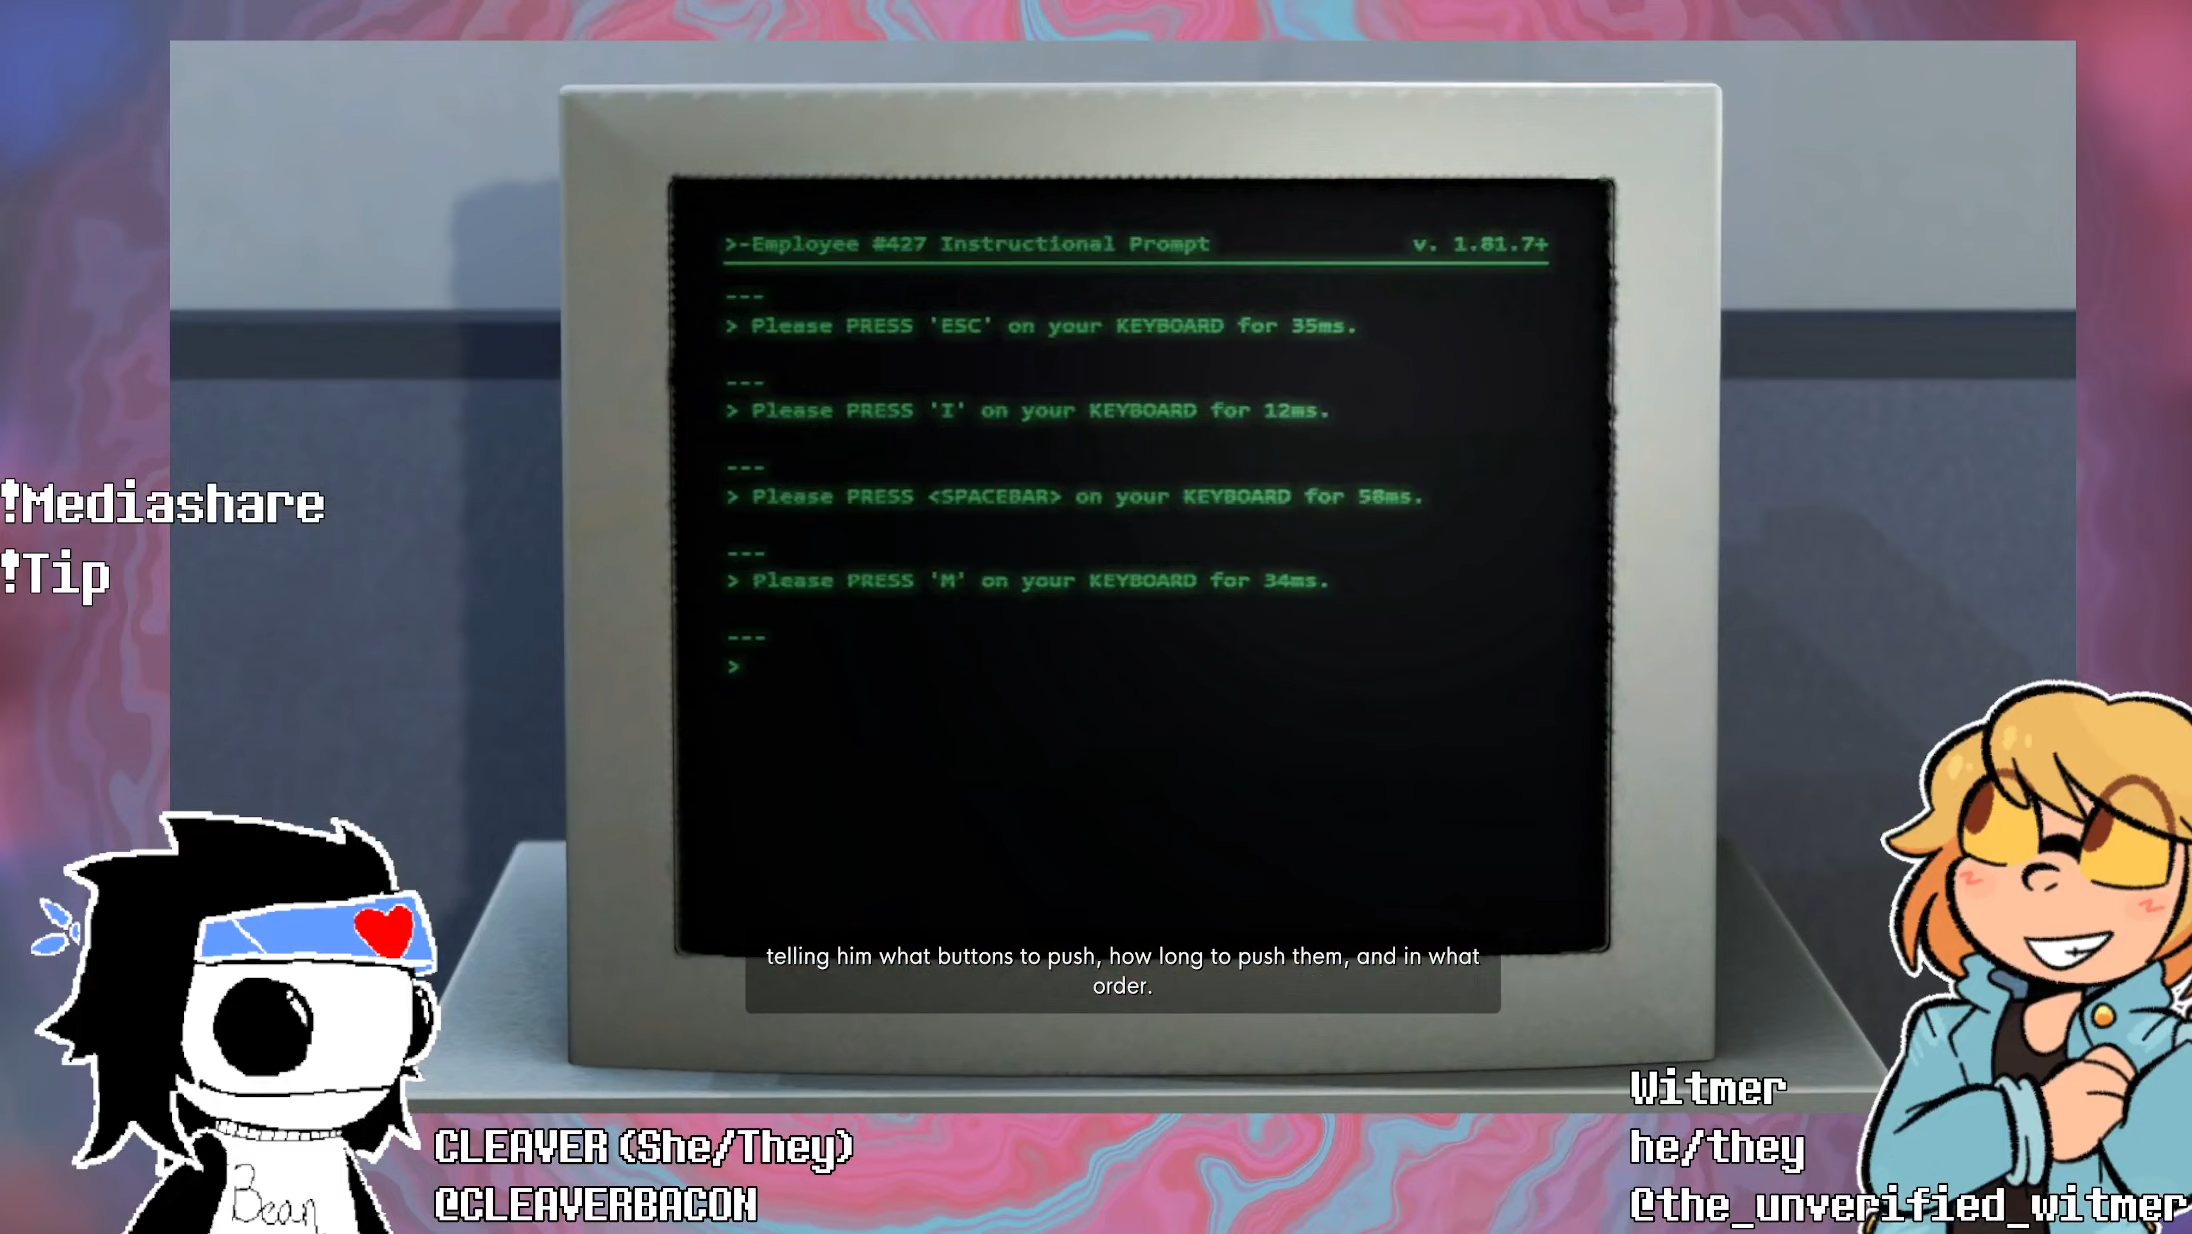 >-Employee #427 Instructional Prompt v. 1.81.7+
---
> Please PRESS 'ESC' on your KEYBOARD for 35ms.
---
> Please PRESS 'I' on your KEYBOARD for 12ms.
---
> Please PRESS <SPACEBAR> on your KEYBOARD for 58ms.
---
> Please PRESS 'M' on your KEYBOARD for 34ms.
---
>
!Mediashare
!Tip
telling him what buttons to push, how long to push them, and in what
order.
Bean
CLEAVER (She/They)
@CLEAVERBACON
Witmer
he/they
@the_unverified_witmer